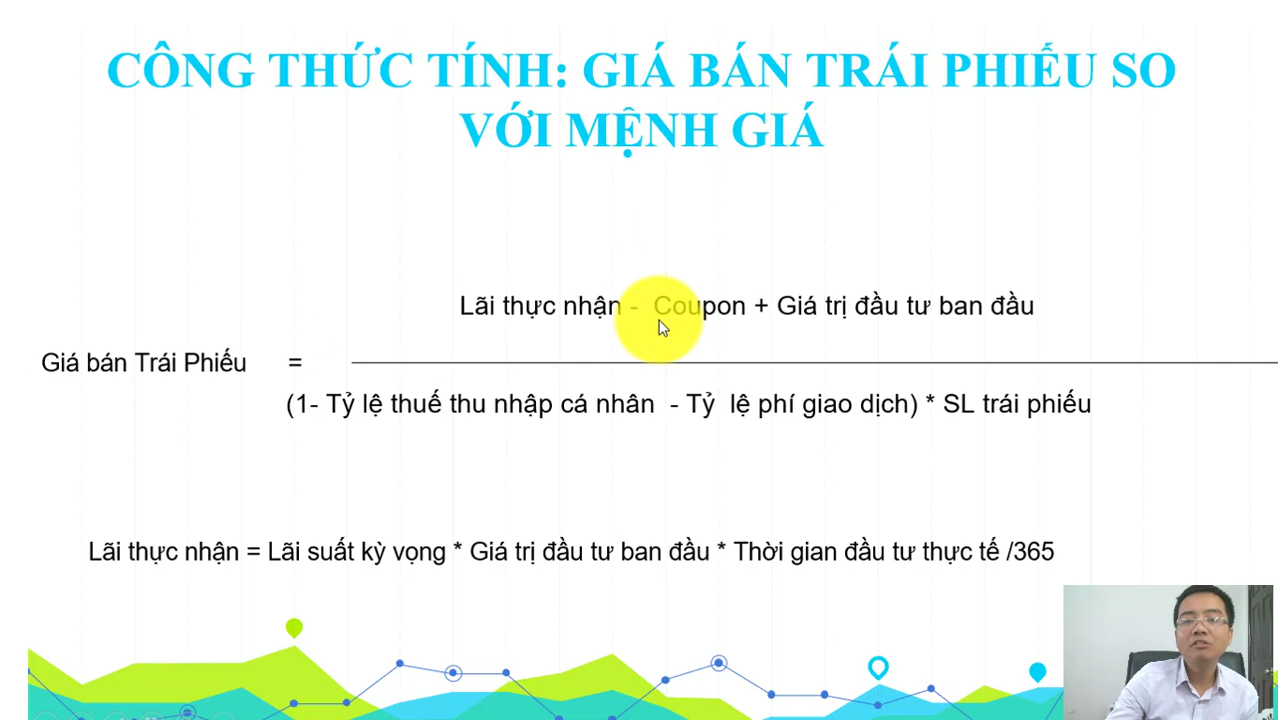 CÔNG THỨC TÍNH: GIÁ BÁN TRÁI PHIẾU SO
VỚI MỆNH GIÁ
Lãi thực nhận - Coupon + Giá trị đầu tư ban đầu
Giá bán Trái Phiếu =
(1- Tỷ lệ thuế thu nhập cá nhân - Tỷ lệ phí giao dịch) * SL trái phiếu
Lãi thực nhận = Lãi suất kỳ vọng * Giá trị đầu tư ban đầu * Thời gian đầu tư thực tế /365